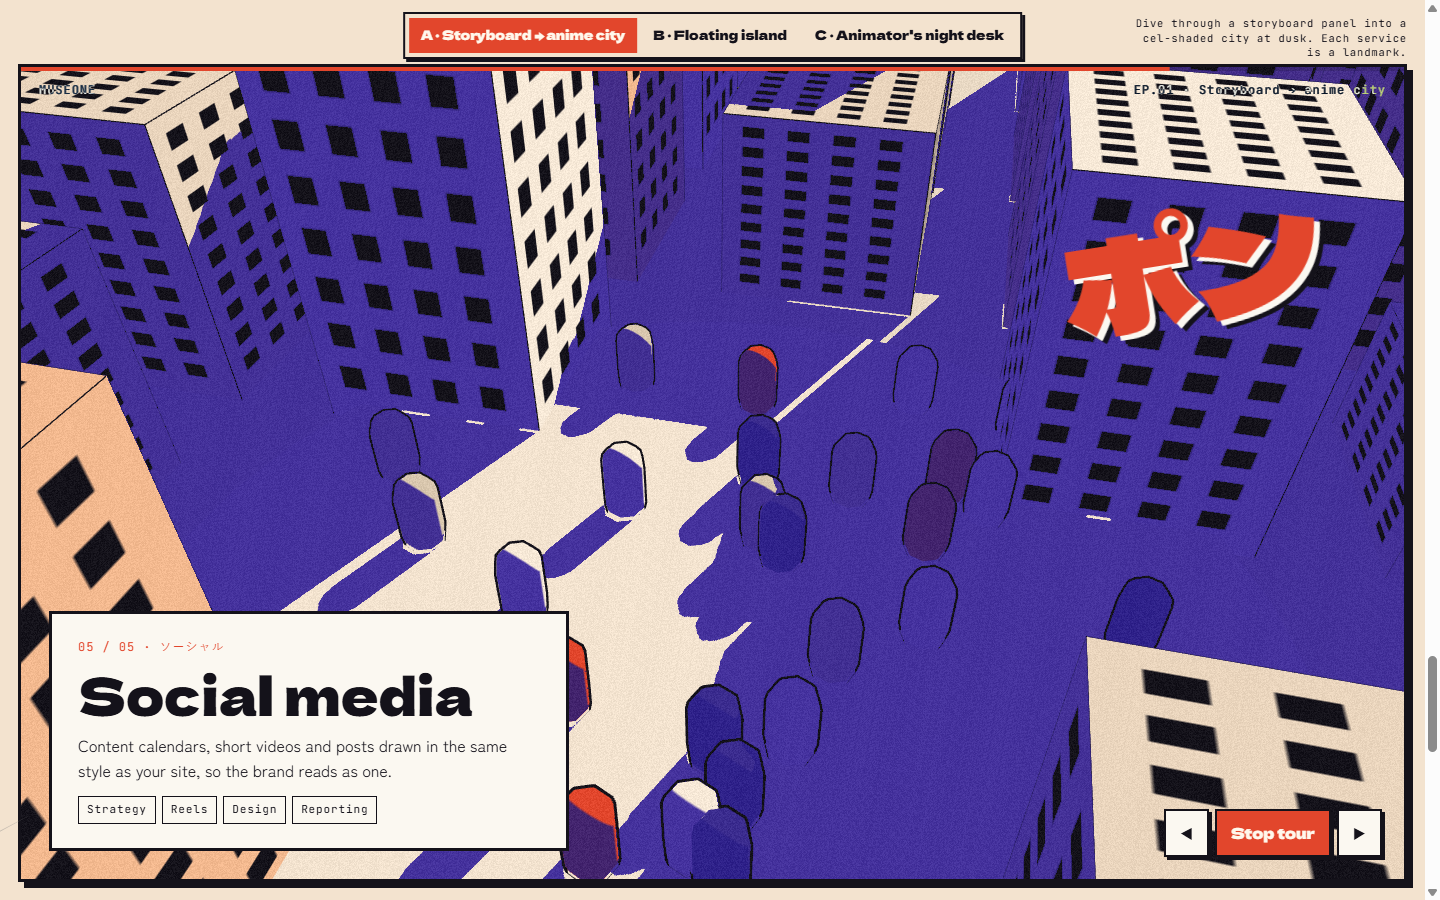 A·Storyboard→anime city
B·Floating island
C·Animator's night desk
Dive through a storyboard panel into a
cel-shaded city at dusk. Each service
is a landmark.
MUSEONE
EP.01 · Storyboard → anime city
ポン
05 / 05 · ソーシャル
Social media
Content calendars, short videos and posts drawn in the same
style as your site, so the brand reads as one.
Strategy
Reels
Design
Reporting
◀
Stop tour
▶